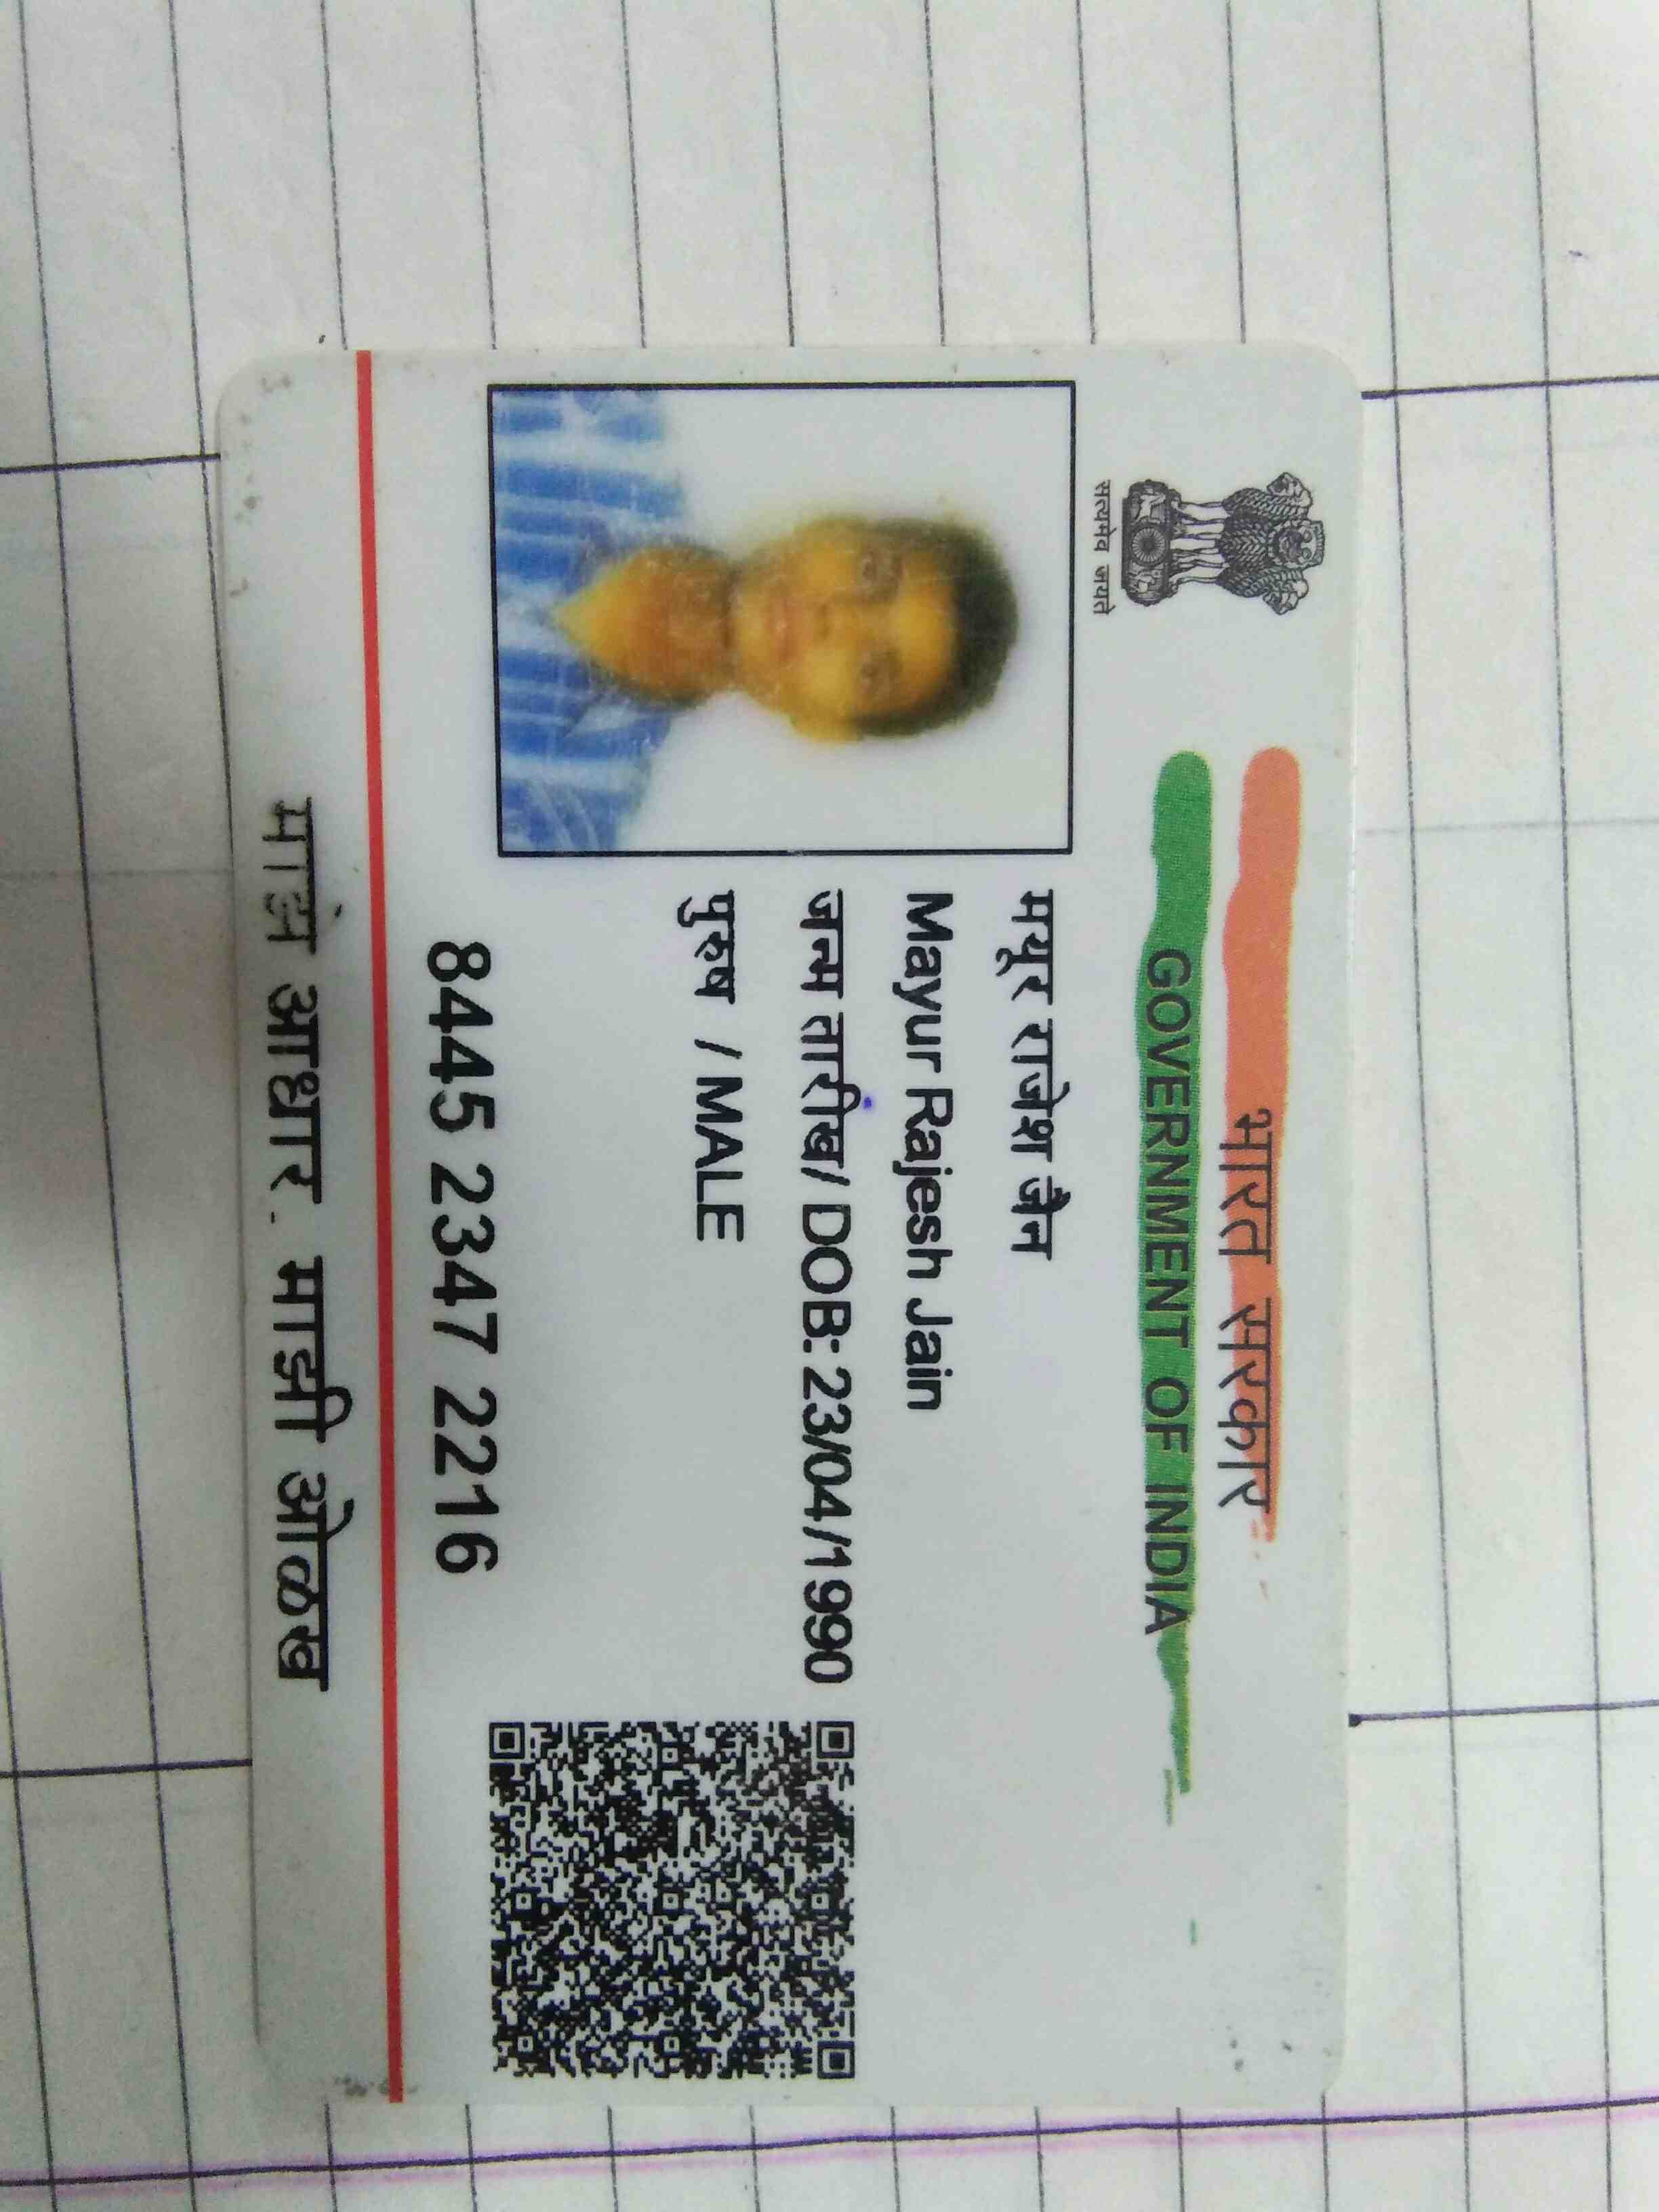 भारत सरकार
GOVERNMENT OF INDIA
सत्यमेव जयते
मयूर राजेश जैन
Mayur Rajesh Jain
जन्म तारीख/ DOB: 23/04/1990
पुरुष / MALE
8445 2347 2216
माझे आधार, माझी ओळख